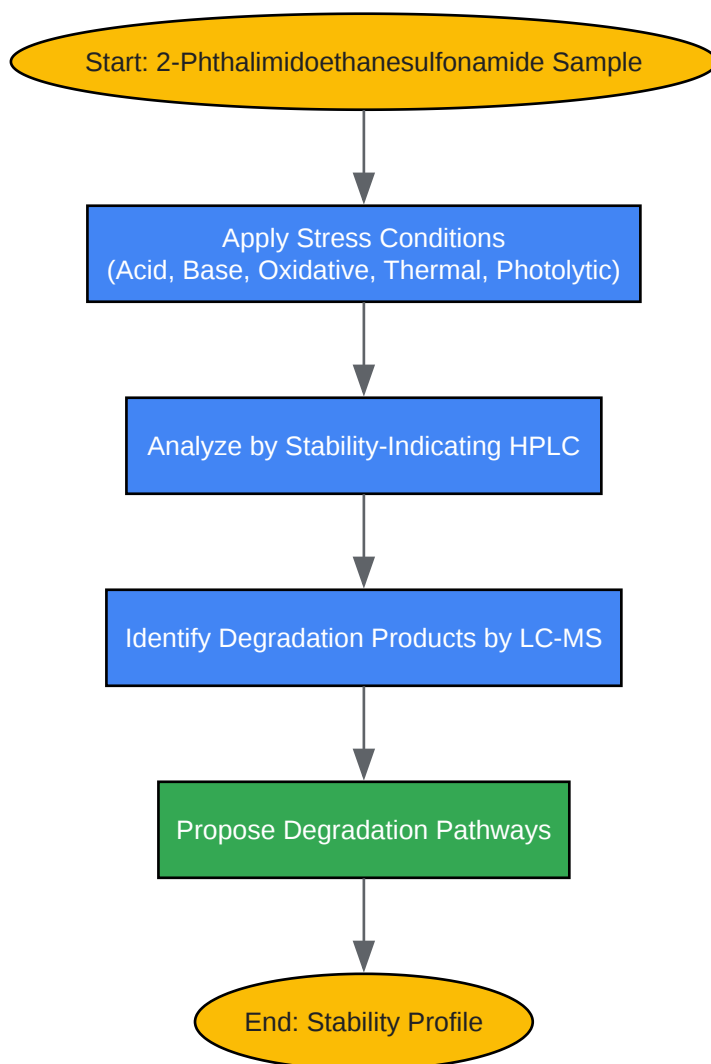 Start: 2-Phthalimidoethanesulfonamide Sample
Apply Stress Conditions
(Acid, Base, Oxidative, Thermal, Photolytic)
Analyze by Stability-Indicating HPLC
Identify Degradation Products by LC-MS
Propose Degradation Pathways
End: Stability Profile